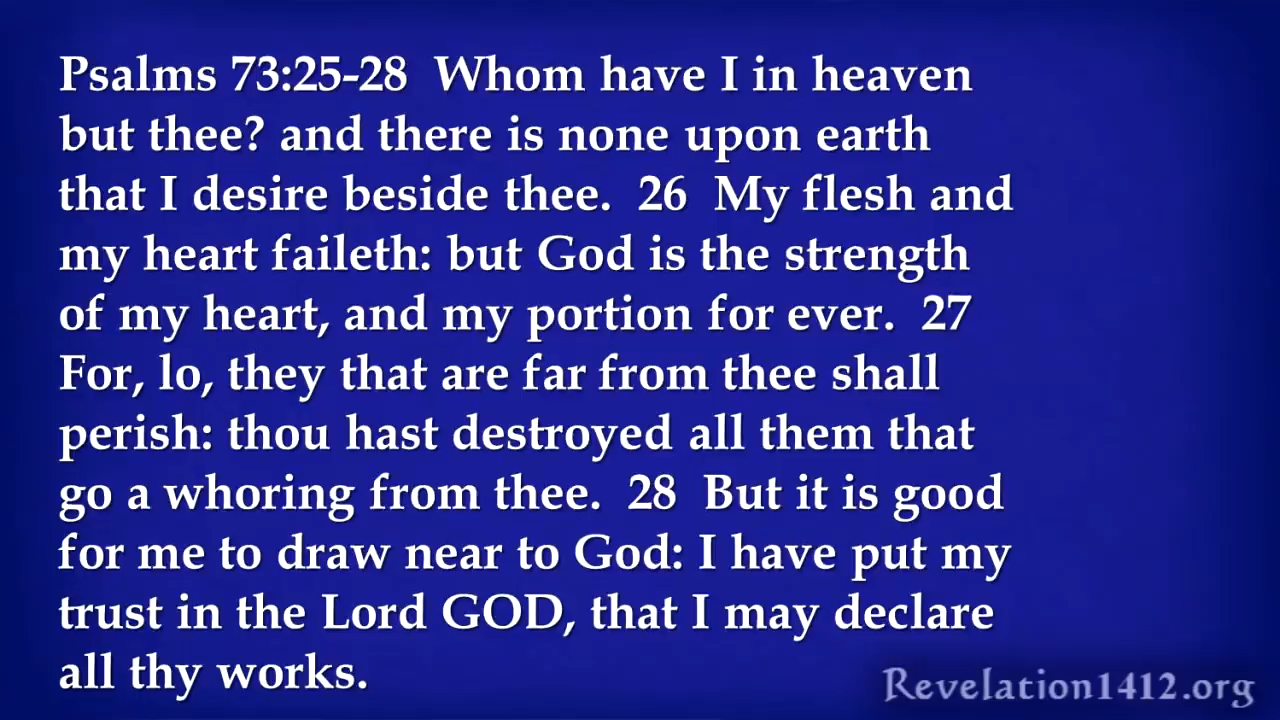 Psalms 73:25-28  Whom have I in heaven
but thee? and there is none upon earth
that I desire beside thee.  26  My flesh and
my heart faileth: but God is the strength
of my heart, and my portion for ever.  27
For, lo, they that are far from thee shall
perish: thou hast destroyed all them that
go a whoring from thee.  28  But it is good
for me to draw near to God: I have put my
trust in the Lord GOD, that I may declare
all thy works.
Revelation1412.org